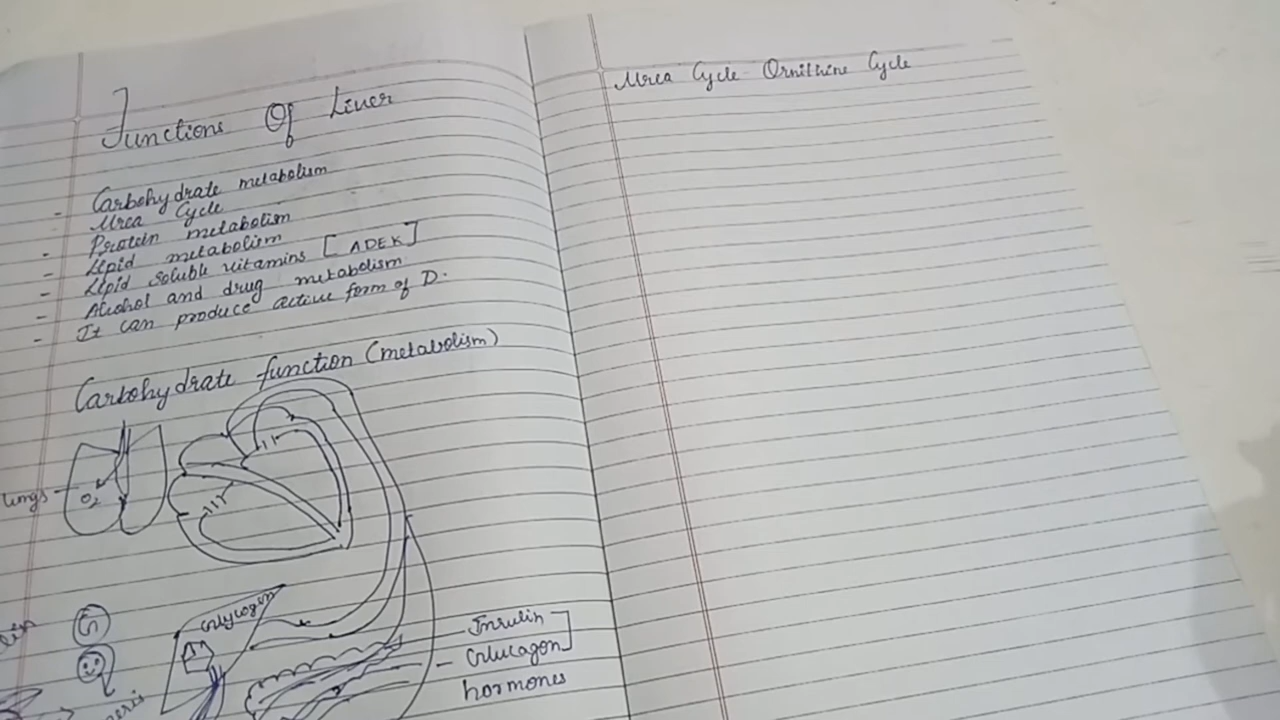 Functions Of Liver
- Carbohydrate metabolism
Urea Cycle
- Protein metabolism
- Lipid metabolism
- Lipid soluble vitamins [ADEK]
- Alcohol and drug metabolism
- It can produce active form of D.
Carbohydrate function (metabolism)
lungs
O2
Glycogen
Insulin
Glucagon
hormones
Urea Cycle - Ornithine Cycle